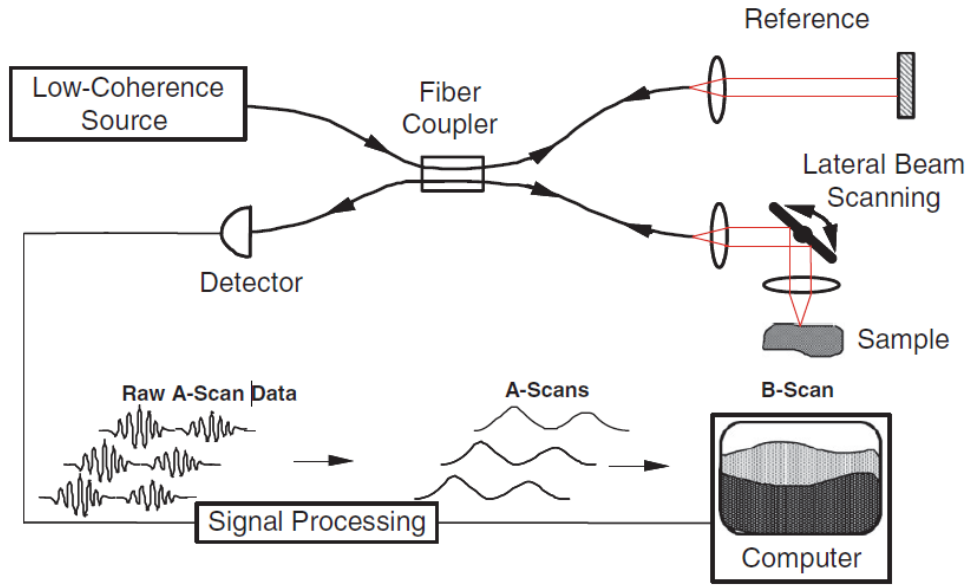 Reference
Low-Coherence
Source
Fiber
Coupler
Lateral Beam
Scanning
Detector
Sample
Raw A-Scan Data
A-Scans
B-Scan
Signal Processing
Computer